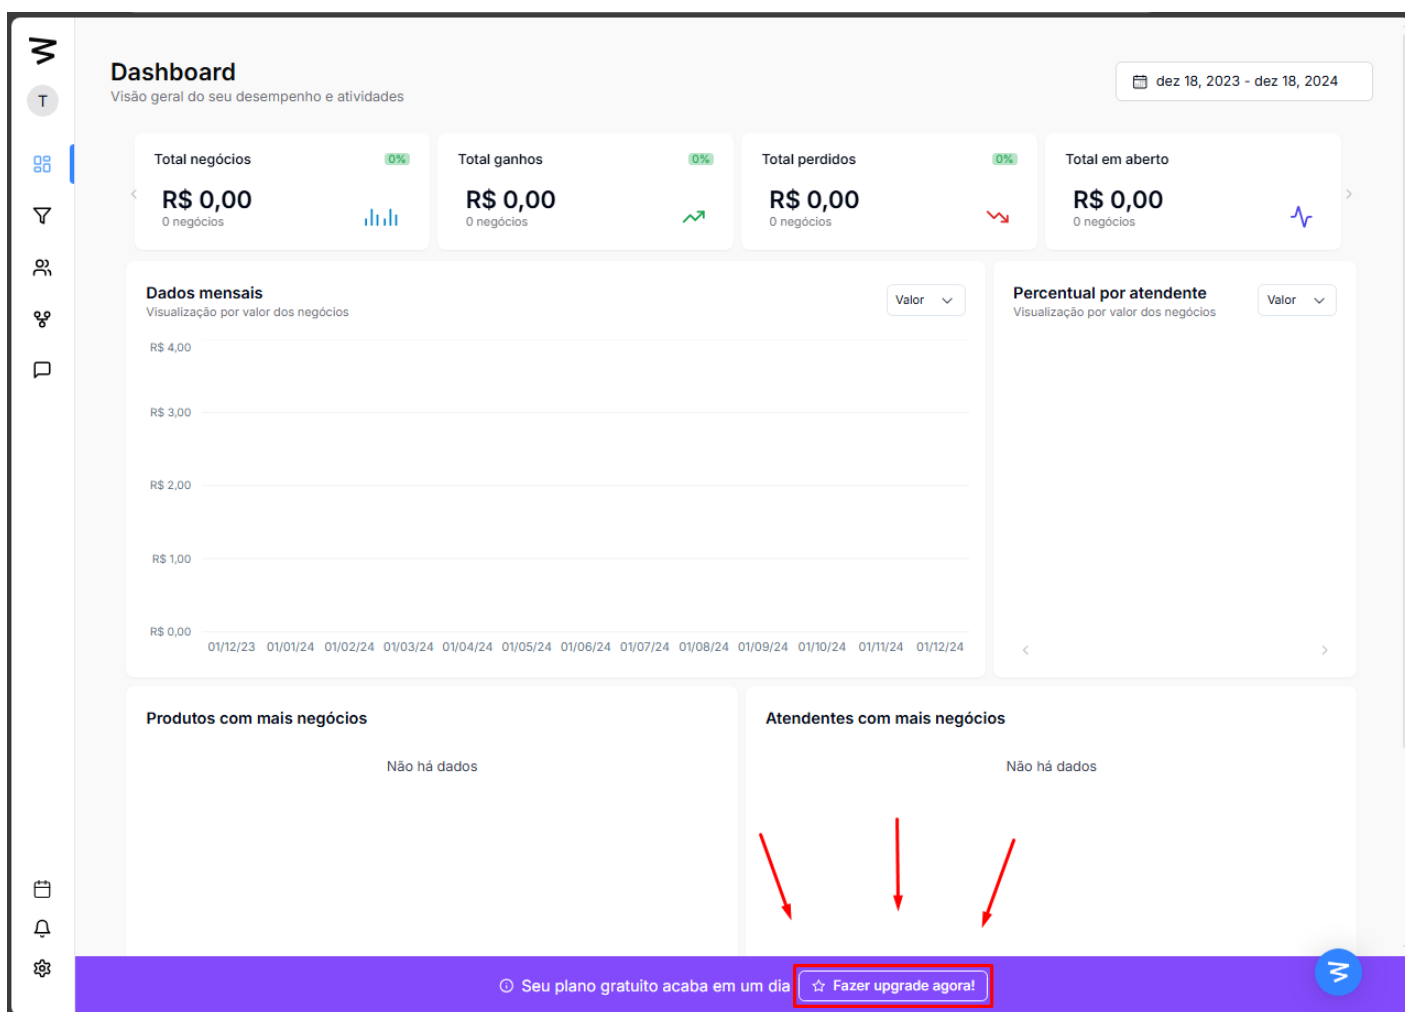 Dashboard
Visão geral do seu desempenho e atividades
dez 18, 2023 - dez 18, 2024
T
Total negócios
0%
R$ 0,00
0 negócios
Total ganhos
0%
R$ 0,00
0 negócios
Total perdidos
0%
R$ 0,00
0 negócios
Total em aberto
R$ 0,00
0 negócios
Dados mensais
Visualização por valor dos negócios
Valor
R$ 4,00
R$ 3,00
R$ 2,00
R$ 1,00
R$ 0,00
01/12/23 01/01/24 01/02/24 01/03/24 01/04/24 01/05/24 01/06/24 01/07/24 01/08/24 01/09/24 01/10/24 01/11/24 01/12/24
Percentual por atendente
Visualização por valor dos negócios
Valor
Produtos com mais negócios
Não há dados
Atendentes com mais negócios
Não há dados
Seu plano gratuito acaba em um dia
Fazer upgrade agora!